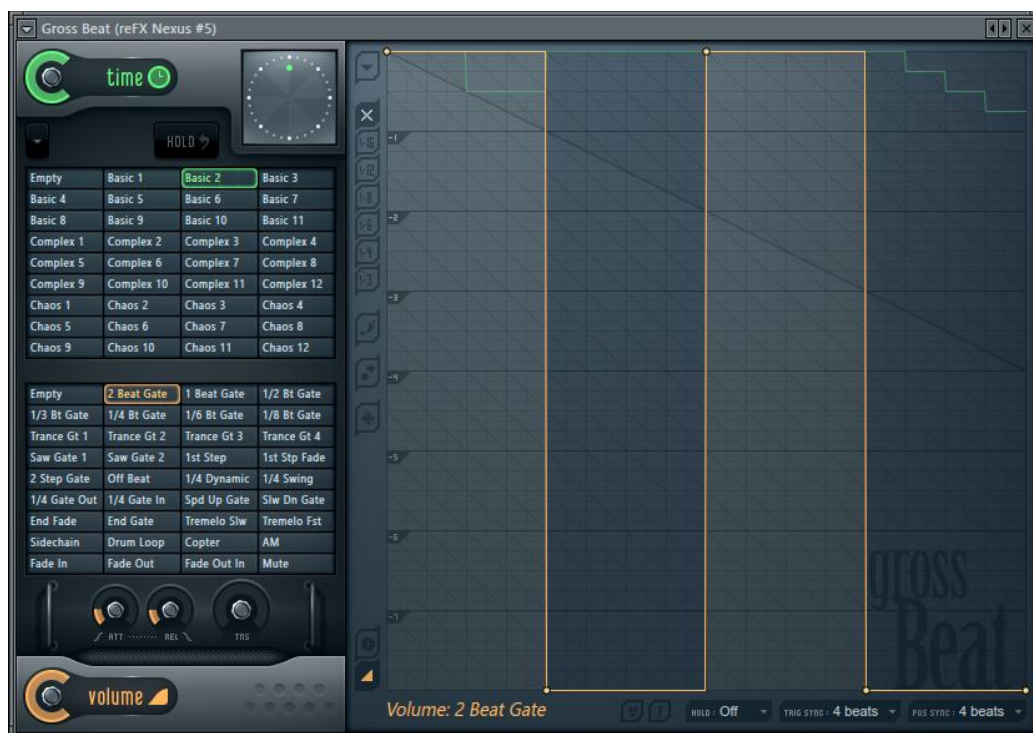 Gross Beat (reFX Nexus #5)
time
HOLD
Empty Basic 1 Basic 2 Basic 3
Basic 4 Basic 5 Basic 6 Basic 7
Basic 8 Basic 9 Basic 10 Basic 11
Complex 1 Complex 2 Complex 3 Complex 4
Complex 5 Complex 6 Complex 7 Complex 8
Complex 9 Complex 10 Complex 11 Complex 12
Chaos 1 Chaos 2 Chaos 3 Chaos 4
Chaos 5 Chaos 6 Chaos 7 Chaos 8
Chaos 9 Chaos 10 Chaos 11 Chaos 12
Empty 2 Beat Gate 1 Beat Gate 1/2 Bt Gate
1/3 Bt Gate 1/4 Bt Gate 1/6 Bt Gate 1/8 Bt Gate
Trance Gt 1 Trance Gt 2 Trance Gt 3 Trance Gt 4
Saw Gate 1 Saw Gate 2 1st Step 1st Stp Fade
2 Step Gate Off Beat 1/4 Dynamic 1/4 Swing
1/4 Gate Out 1/4 Gate In Spd Up Gate Slw Dn Gate
End Fade End Gate Tremelo Slw Tremelo Fst
Sidechain Drum Loop Copter AM
Fade In Fade Out Fade Out In Mute
ATT REL TNS
volume
-1
-2
-3
-4
-5
-6
-7
gross
Beat
Volume: 2 Beat Gate
HOLD: Off TRIG SYNC: 4 beats POS SYNC: 4 beats